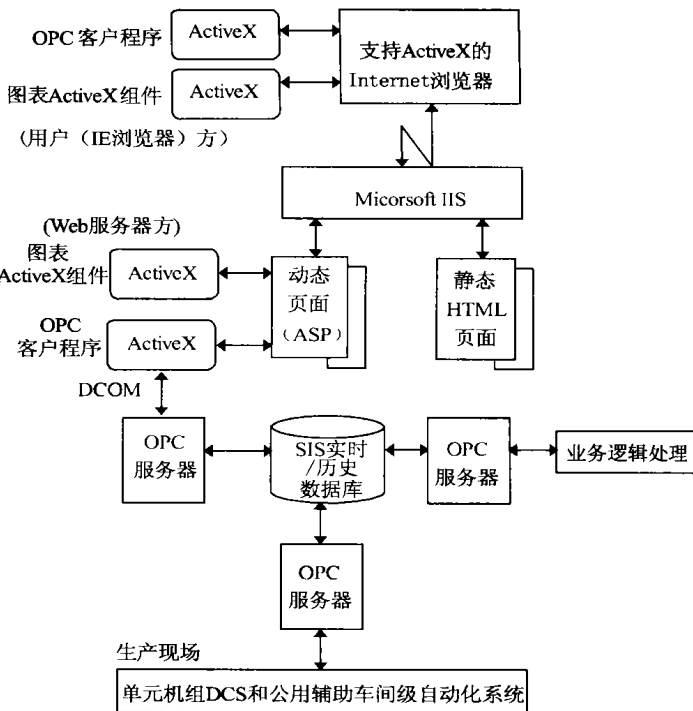 OPC 客户程序
ActiveX
支持ActiveX的
Internet浏览器
图表ActiveX 组件
ActiveX
(用户（IE浏览器）方)
Micorsoft IIS
(Web服务器方)
图表
ActiveX组件
ActiveX
动态
页面
（ASP）
静态
HTML
页面
OPC
客户程序
ActiveX
DCOM
OPC
服务器
SIS实时
/历史
数据库
OPC
服务器
业务逻辑处理
OPC
服务器
生产现场
单元机组DCS和公用辅助车间级自动化系统